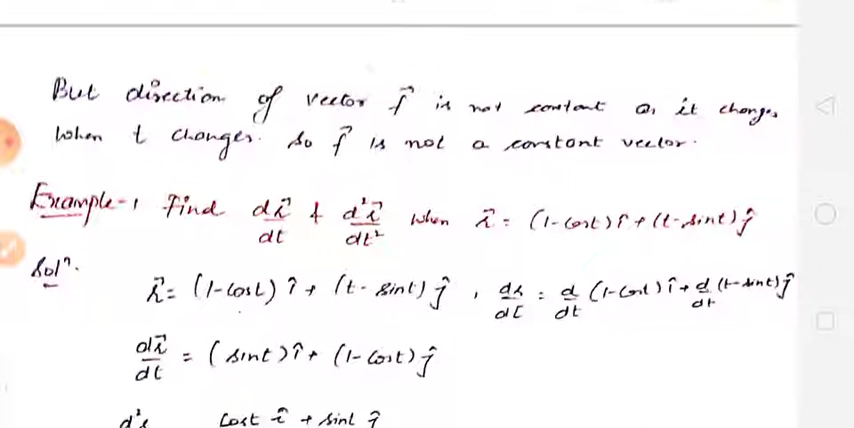 But direction of vector f⃗ is not constant as it changes
when t changes. So f⃗ is not a constant vector.
Example-1 Find dr⃗/dt & d²r⃗/dt² when r⃗ = (1-cost)î + (t-sint)ĵ
Solⁿ.
r⃗ = (1-cost) î + (t- sint) ĵ , dr/dt = d/dt (1-cost) î + d/dt (t-sint) ĵ
dr⃗/dt = (sint) î + (1-cost) ĵ
d²r cost î + sint ĵ